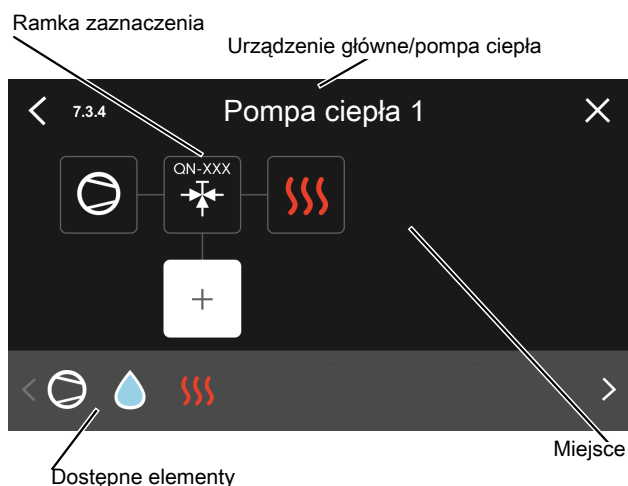 Ramka zaznaczenia
Urządzenie główne/pompa ciepła
7.3.4
Pompa ciepła 1
QN-XXX
Miejsce
Dostępne elementy